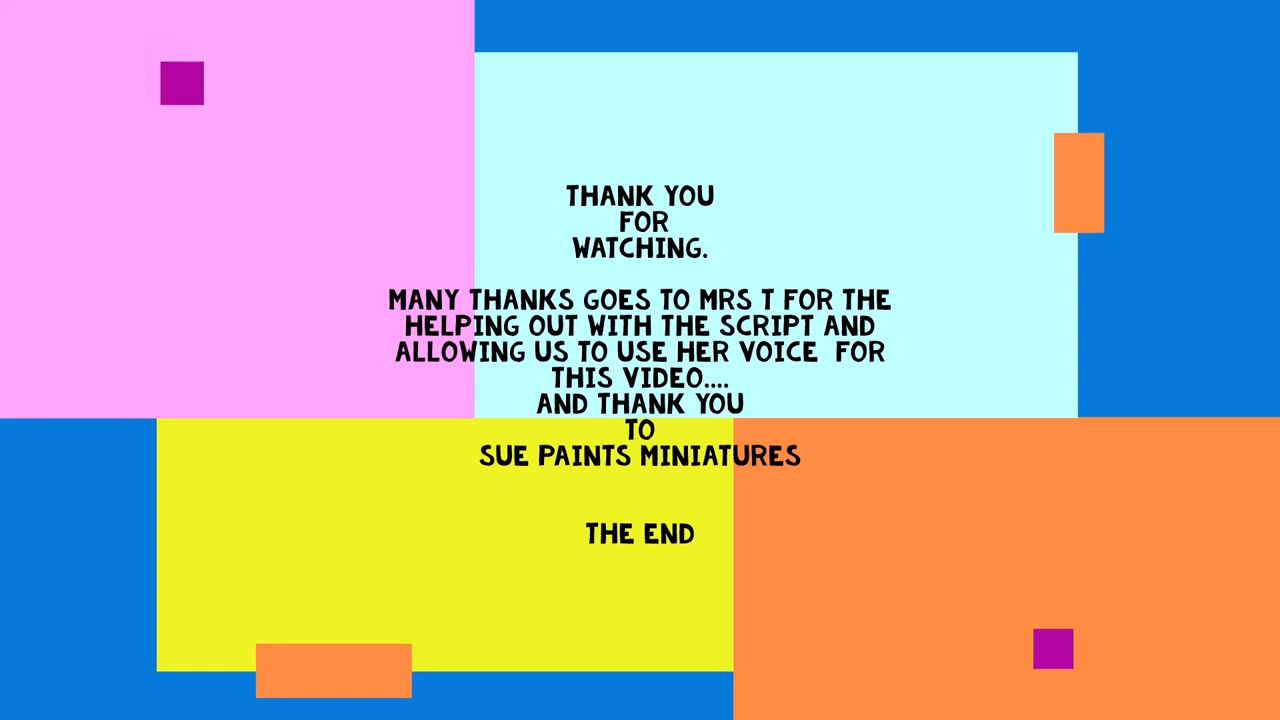 THANK YOU
FOR
WATCHING.
MANY THANKS GOES TO MRS T FOR THE
HELPING OUT WITH THE SCRIPT AND
ALLOWING US TO USE HER VOICE FOR
THIS VIDEO....
AND THANK YOU
TO
SUE PAINTS MINIATURES
THE END